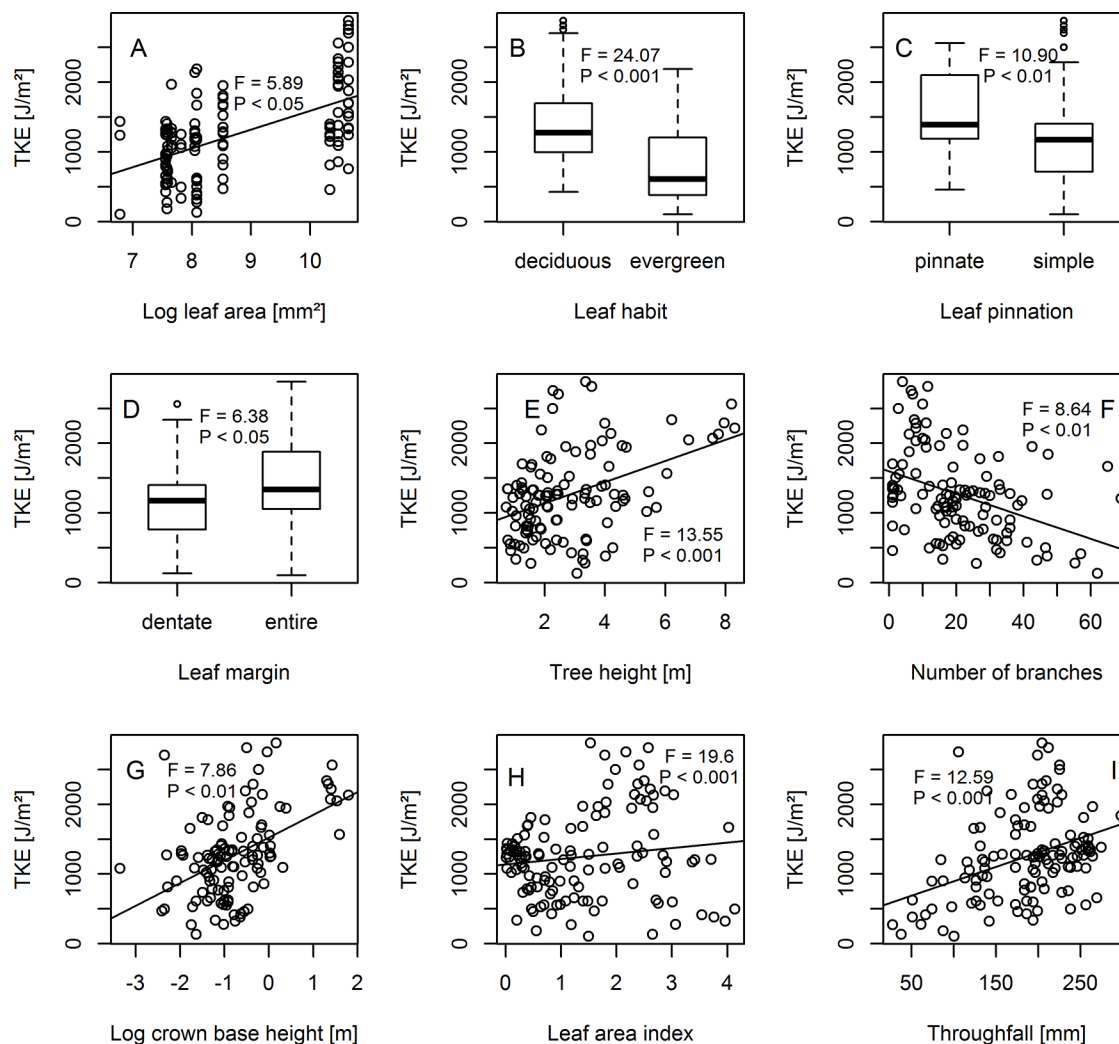 A
F = 5.89
P < 0.05
TKE [J/m²]
0
1000
2000
7
8
9
10
Log leaf area [mm²]
B
F = 24.07
P < 0.001
TKE [J/m²]
0
1000
2000
deciduous
evergreen
Leaf habit
C
F = 10.90
P < 0.01
TKE [J/m²]
0
1000
2000
pinnate
simple
Leaf pinnation
D
F = 6.38
P < 0.05
TKE [J/m²]
0
1000
2000
dentate
entire
Leaf margin
E
F = 13.55
P < 0.001
TKE [J/m²]
0
1000
2000
2
4
6
8
Tree height [m]
F
F = 8.64
P < 0.01
TKE [J/m²]
0
1000
2000
0
20
40
60
Number of branches
G
F = 7.86
P < 0.01
TKE [J/m²]
0
1000
2000
-3
-2
-1
0
1
2
Log crown base height [m]
H
F = 19.6
P < 0.001
TKE [J/m²]
0
1000
2000
0
1
2
3
4
Leaf area index
I
F = 12.59
P < 0.001
TKE [J/m²]
0
1000
2000
50
150
250
Throughfall [mm]